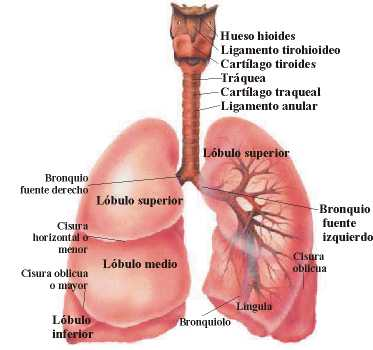 Hueso hioides
Ligamento tirohioideo
Cartílago tiroides
Tráquea
Cartílago traqueal
Ligamento anular
Lóbulo superior
Bronquio
fuente derecho
Lóbulo superior
Bronquio
fuente
izquierdo
Cisura
horizontal o
menor
Lóbulo medio
Cisura
oblicua
Cisura oblicua
o mayor
Língula
Lóbulo
inferior
Bronquiolo